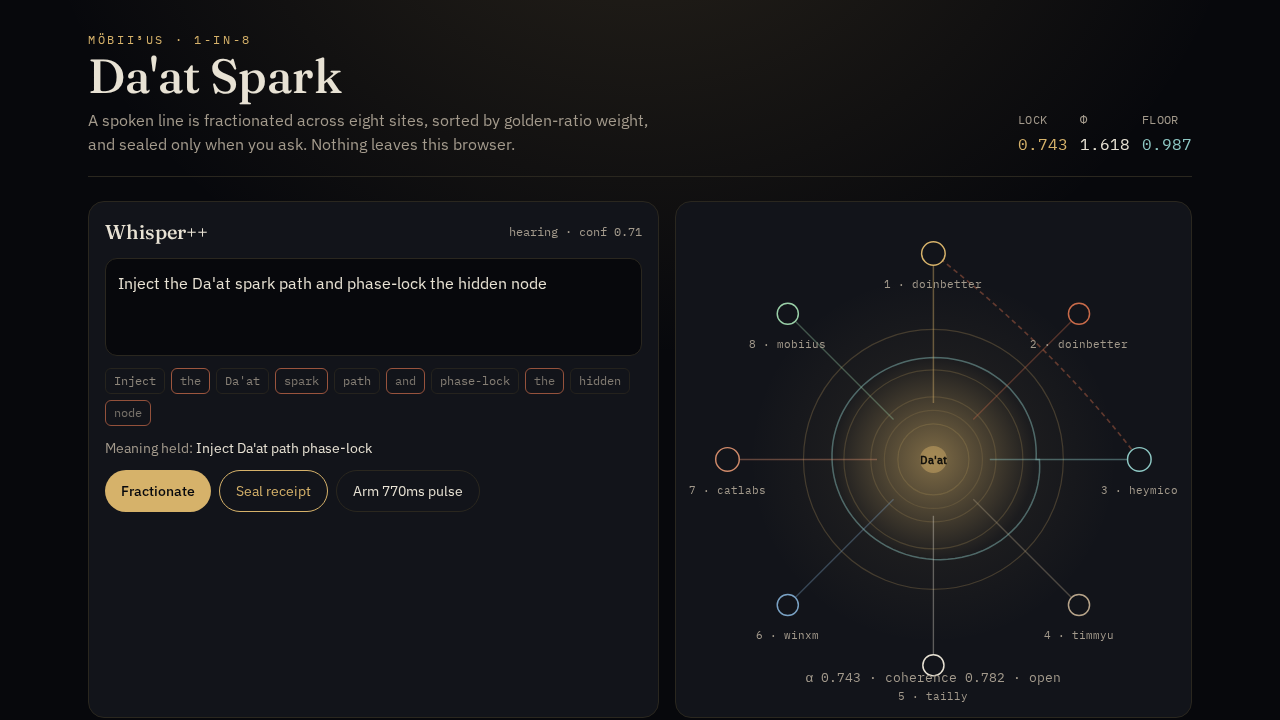 MÖBII⁸US · 1-IN-8
Da'at Spark
A spoken line is fractionated across eight sites, sorted by golden-ratio weight,
and sealed only when you ask. Nothing leaves this browser.
LOCK Φ FLOOR
0.743 1.618 0.987
Whisper++
hearing · conf 0.71
Inject the Da'at spark path and phase-lock the hidden node
Inject the Da'at spark path and phase-lock the hidden
node
Meaning held: Inject Da'at path phase-lock
Fractionate Seal receipt Arm 770ms pulse
1 · doinbetter
8 · mobiius
2 · doinbetter
Da'at
7 · catlabs
3 · heymico
6 · winxm
4 · timmyu
α 0.743 · coherence 0.782 · open
5 · tailly